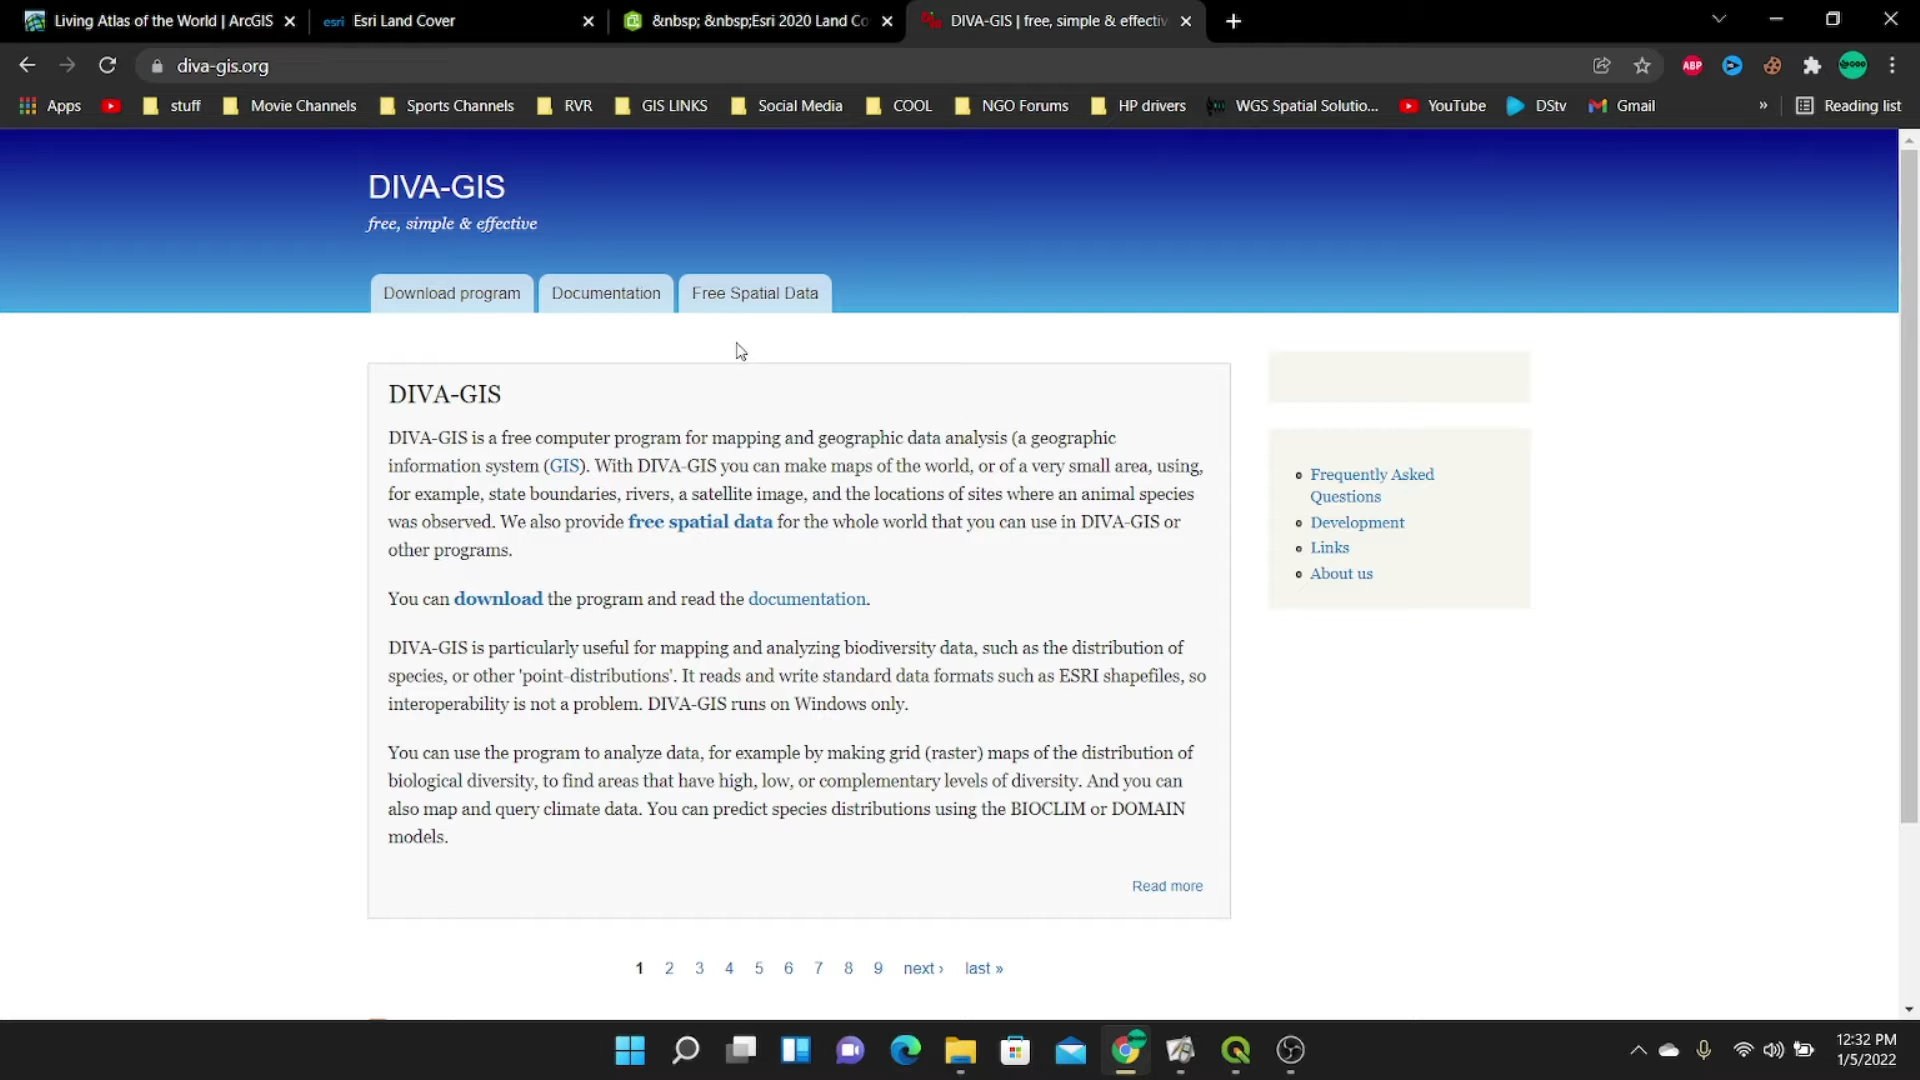 Living Atlas of the World | ArcGIS
esri Esri Land Cover
&nbsp; &nbsp;Esri 2020 Land Co
DIVA-GIS | free, simple & effectiv
diva-gis.org
ABP
Apps
stuff
Movie Channels
Sports Channels
RVR
GIS LINKS
Social Media
COOL
NGO Forums
HP drivers
WGS Spatial Solutio...
YouTube
DStv
Gmail
»
Reading list
DIVA-GIS
free, simple & effective
Download program
Documentation
Free Spatial Data
DIVA-GIS
DIVA-GIS is a free computer program for mapping and geographic data analysis (a geographic
information system (GIS). With DIVA-GIS you can make maps of the world, or of a very small area, using,
for example, state boundaries, rivers, a satellite image, and the locations of sites where an animal species
was observed. We also provide free spatial data for the whole world that you can use in DIVA-GIS or
other programs.
You can download the program and read the documentation.
DIVA-GIS is particularly useful for mapping and analyzing biodiversity data, such as the distribution of
species, or other 'point-distributions'. It reads and write standard data formats such as ESRI shapefiles, so
interoperability is not a problem. DIVA-GIS runs on Windows only.
You can use the program to analyze data, for example by making grid (raster) maps of the distribution of
biological diversity, to find areas that have high, low, or complementary levels of diversity. And you can
also map and query climate data. You can predict species distributions using the BIOCLIM or DOMAIN
models.
Read more
Frequently Asked
Questions
Development
Links
About us
1 2 3 4 5 6 7 8 9 next › last »
12:32 PM
1/5/2022